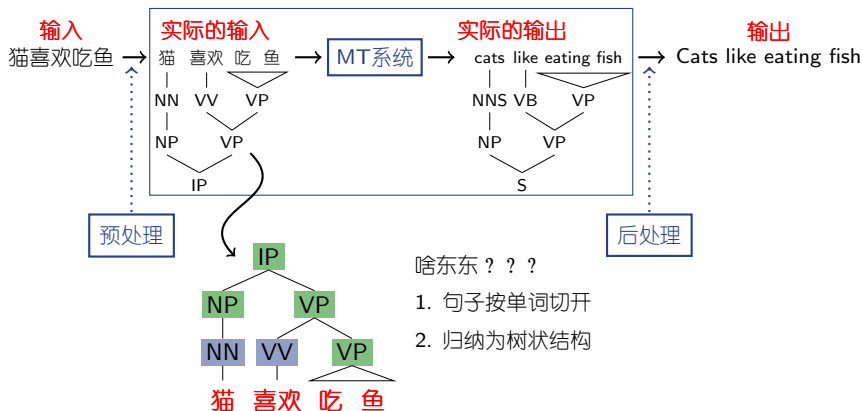 输入 实际的输入 实际的输出 输出
猫喜欢吃鱼 猫 喜欢 吃 鱼 MT系统 cats like eating fish Cats like eating fish
NN VV VP NNS VB VP
NP VP NP VP
IP S
预处理 后处理
IP
啥东东？？？
NP VP
1. 句子按单词切开
NN VV VP
2. 归纳为树状结构
猫 喜欢 吃 鱼